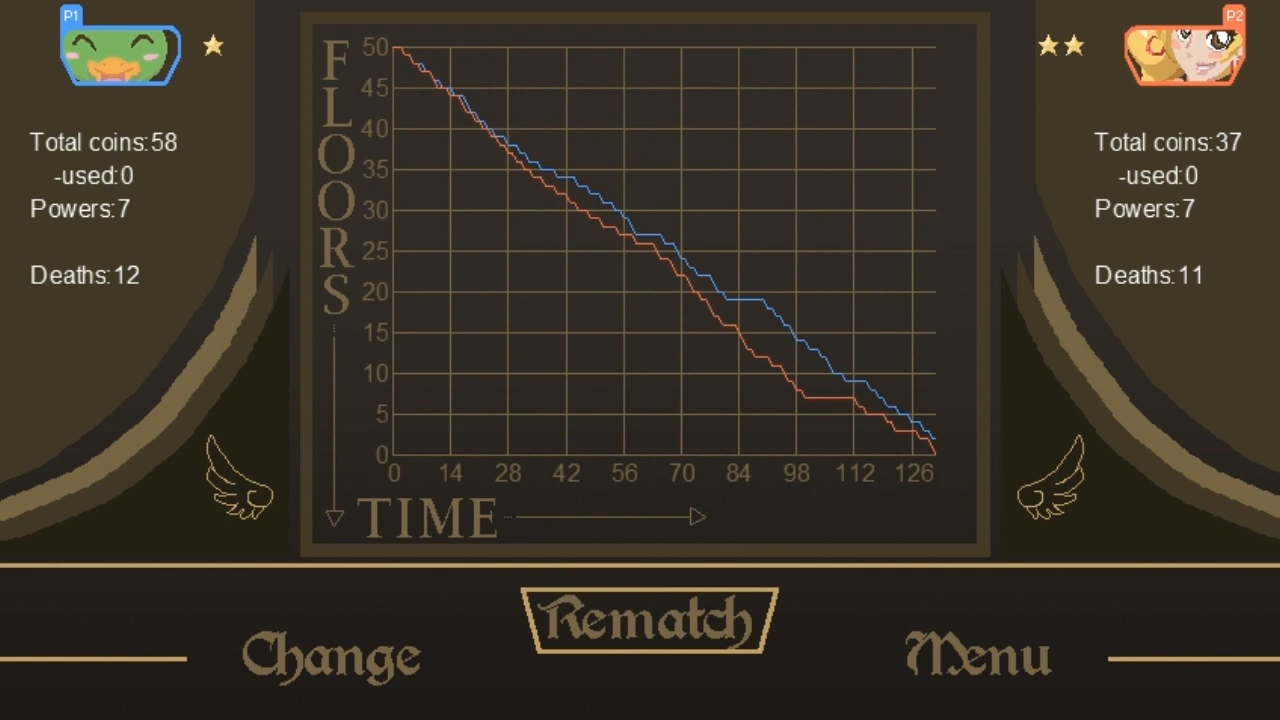 P1
P2
Total coins:58
-used:0
Powers:7
Deaths:12
FLOORS
50
45
40
35
30
25
20
15
10
5
0
0 14 28 42 56 70 84 98 112 126
TIME
Total coins:37
-used:0
Powers:7
Deaths:11
Rematch
Change
Menu